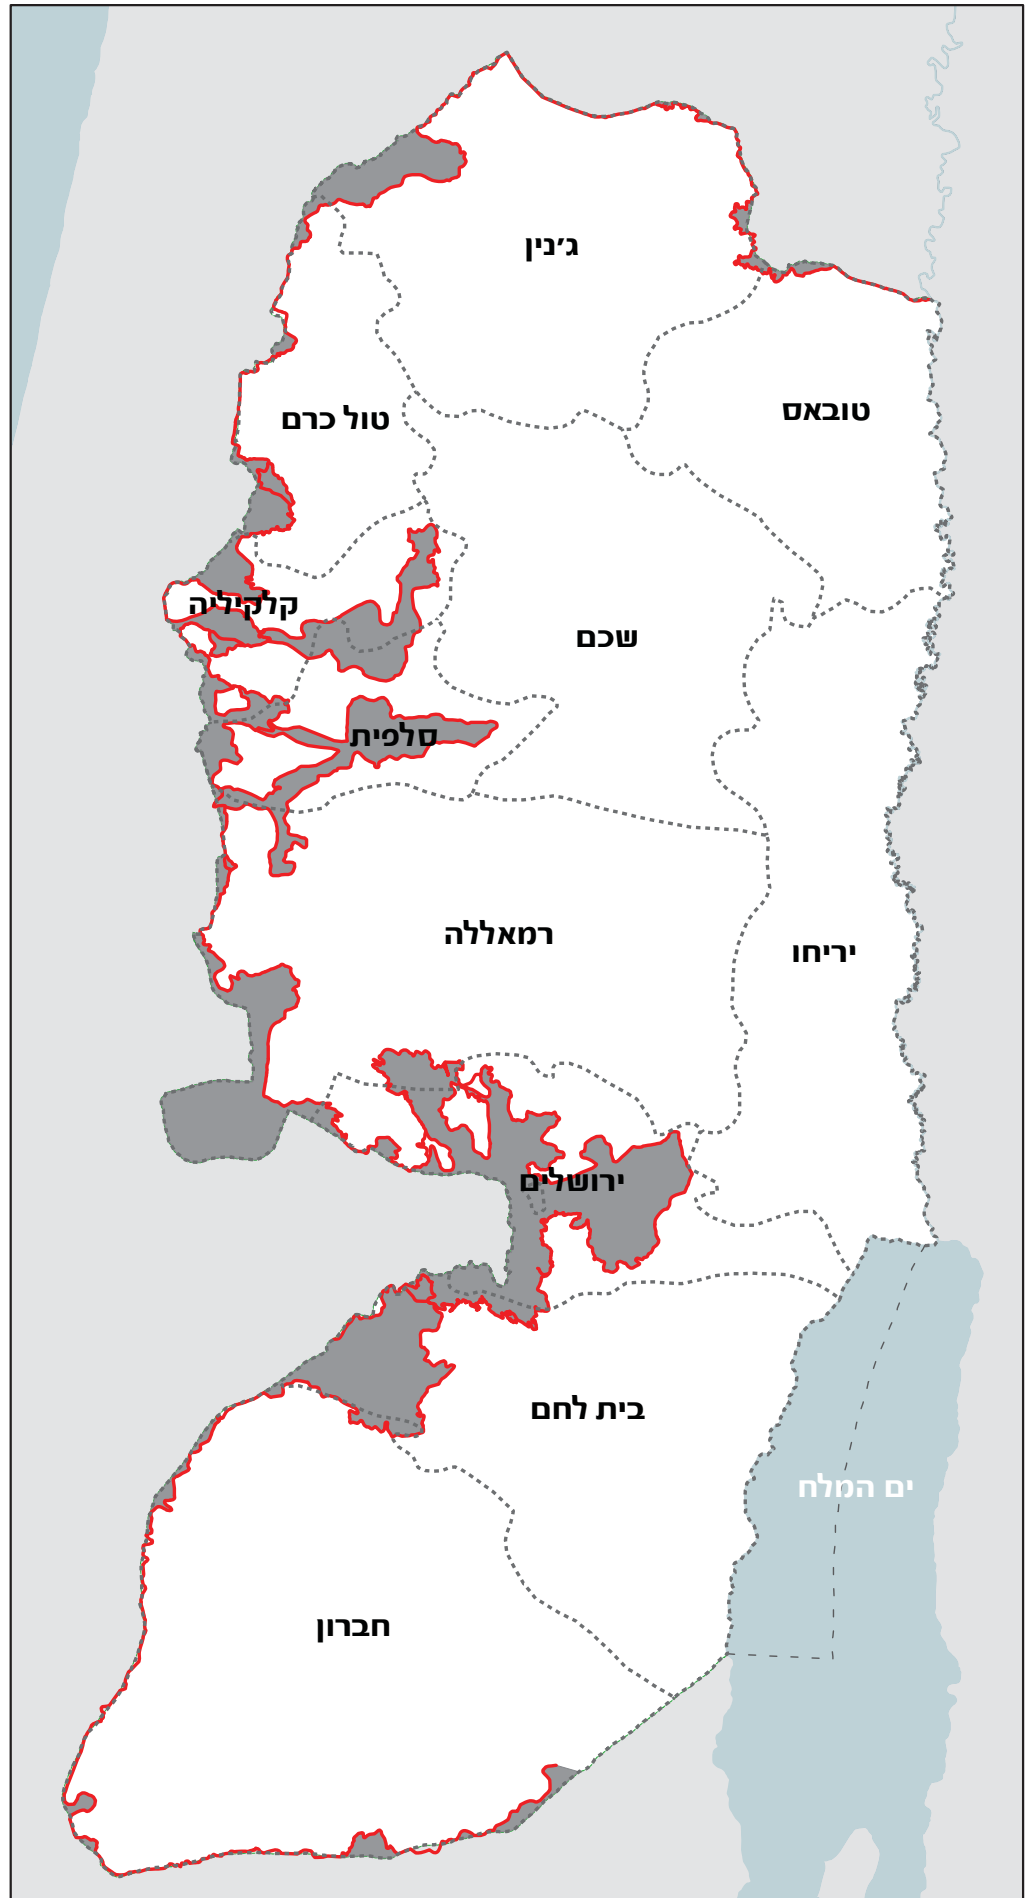 ג'נין
טובאס
טול כרם
קלקיליה
שכם
סלפית
רמאללה
יריחו
ירושלים
בית לחם
ים המלח
חברון